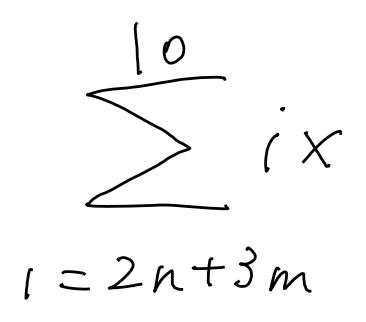 10
∑ ix
i = 2n + 3m